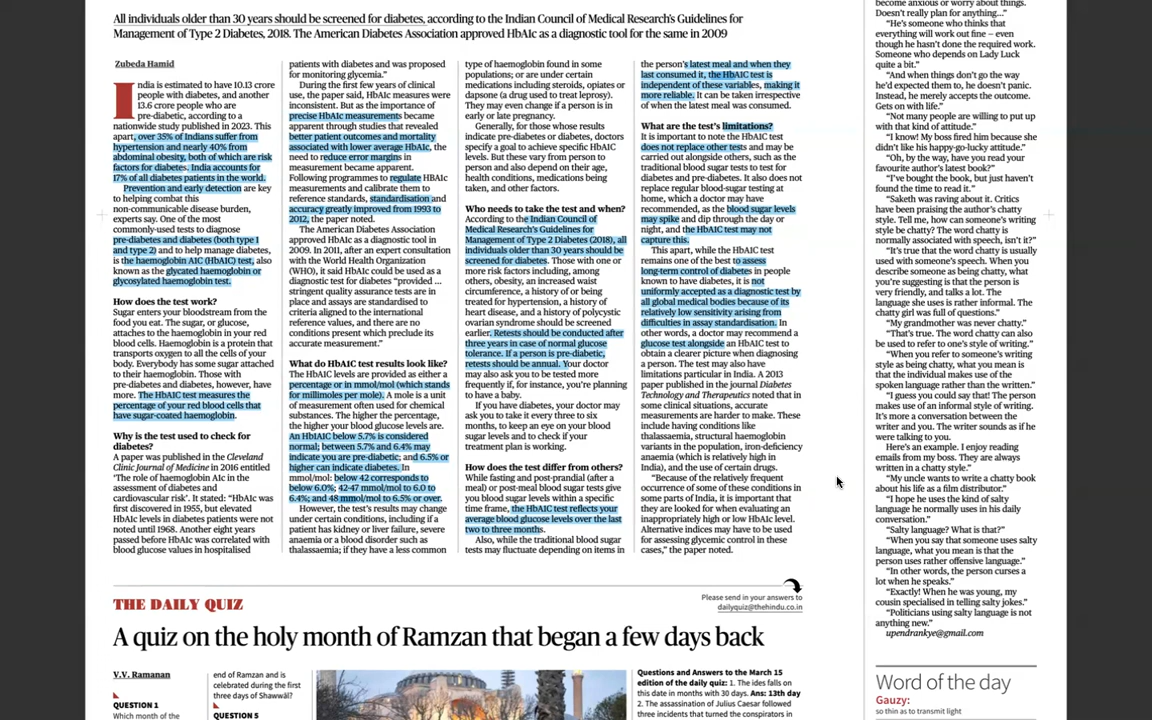 All individuals older than 30 years should be screened for diabetes, according to the Indian Council of Medical Research's Guidelines for
Management of Type 2 Diabetes, 2018. The American Diabetes Association approved HbAIc as a diagnostic tool for the same in 2009
Zubeda Hamid
India is estimated to have 10.13 crore
people with diabetes, and another
13.6 crore people who are
pre-diabetic, according to a
nationwide study published in 2023. This
apart, over 35% of Indians suffer from
hypertension and nearly 40% from
abdominal obesity, both of which are risk
factors for diabetes. India accounts for
17% of all diabetes patients in the world.
Prevention and early detection are key
to helping combat this
non-communicable disease burden,
experts say. One of the most
commonly-used tests to diagnose
pre-diabetes and diabetes (both type 1
and type 2) and to help manage diabetes,
is the haemoglobin A1C (HbAIC) test, also
known as the glycated haemoglobin or
glycosylated haemoglobin test.
How does the test work?
Sugar enters your bloodstream from the
food you eat. The sugar, or glucose,
attaches to the haemoglobin in your red
blood cells. Haemoglobin is a protein that
transports oxygen to all the cells of your
body. Everybody has some sugar attached
to their haemoglobin. Those with
pre-diabetes and diabetes, however, have
more. The HbAIC test measures the
percentage of your red blood cells that
have sugar-coated haemoglobin.
Why is the test used to check for
diabetes?
A paper was published in the Cleveland
Clinic Journal of Medicine in 2016 entitled
'The role of haemoglobin A1c in the
assessment of diabetes and
cardiovascular risk'. It stated: "HbAIc was
first discovered in 1955, but elevated
HbAIc levels in diabetes patients were not
noted until 1968. Another eight years
passed before HbAIc was correlated with
blood glucose values in hospitalised
patients with diabetes and was proposed
for monitoring glycemia."
During the first few years of clinical
use, the paper said, HbAIc measures were
inconsistent. But as the importance of
precise HbAIc measurements became
apparent through studies that revealed
better patient outcomes and mortality
associated with lower average HbAIc, the
need to reduce error margins in
measurement became apparent.
Following programmes to regulate HbAIc
measurements and calibrate them to
reference standards, standardisation and
accuracy greatly improved from 1993 to
2012, the paper noted.
The American Diabetes Association
approved HbAIc as a diagnostic tool in
2009. In 2011, after an expert consultation
with the World Health Organization
(WHO), it said HbAIc could be used as a
diagnostic test for diabetes "provided ...
stringent quality assurance tests are in
place and assays are standardised to
criteria aligned to the international
reference values, and there are no
conditions present which preclude its
accurate measurement."
What do HbAIC test results look like?
The HbAIC levels are provided as either a
percentage or in mmol/mol (which stands
for millimoles per mole). A mole is a unit
of measurement often used for chemical
substances. The higher the percentage,
the higher your blood glucose levels are.
An HbIAIC below 5.7% is considered
normal; between 5.7% and 6.4% may
indicate you are pre-diabetic; and 6.5% or
higher can indicate diabetes. In
mmol/mol: below 42 corresponds to
below 6.0%; 42-47 mmol/mol to 6.0 to
6.4%; and 48 mmol/mol to 6.5% or over.
However, the test's results may change
under certain conditions, including if a
patient has kidney or liver failure, severe
anaemia or a blood disorder such as
thalassaemia; if they have a less common
type of haemoglobin found in some
populations; or are under certain
medications including steroids, opiates or
dapsone (a drug used to treat leprosy).
They may even change if a person is in
early or late pregnancy.
Generally, for those whose results
indicate pre-diabetes or diabetes, doctors
specify a goal to achieve specific HbAIC
levels. But these vary from person to
person and also depend on their age,
health conditions, medications being
taken, and other factors.
Who needs to take the test and when?
According to the Indian Council of
Medical Research's Guidelines for
Management of Type 2 Diabetes (2018), all
individuals older than 30 years should be
screened for diabetes. Those with one or
more risk factors including, among
others, obesity, an increased waist
circumference, a history of or being
treated for hypertension, a history of
heart disease, and a history of polycystic
ovarian syndrome should be screened
earlier. Retests should be conducted after
three years in case of normal glucose
tolerance. If a person is pre-diabetic,
retests should be annual. Your doctor
may also ask you to be tested more
frequently if, for instance, you're planning
to have a baby.
If you have diabetes, your doctor may
ask you to take it every three to six
months, to keep an eye on your blood
sugar levels and to check if your
treatment plan is working.
How does the test differ from others?
While fasting and post-prandial (after a
meal) or post-meal blood sugar tests give
you blood sugar levels within a specific
time frame, the HbAIC test reflects your
average blood glucose levels over the last
two to three months.
Also, while the traditional blood sugar
tests may fluctuate depending on items in
the person's latest meal and when they
last consumed it, the HbAIC test is
independent of these variables, making it
more reliable. It can be taken irrespective
of when the latest meal was consumed.
What are the test's limitations?
It is important to note the HbAIC test
does not replace other tests and may be
carried out alongside others, such as the
traditional blood sugar tests to test for
diabetes and pre-diabetes. It also does not
replace regular blood-sugar testing at
home, which a doctor may have
recommended, as the blood sugar levels
may spike and dip through the day or
night, and the HbAIC test may not
capture this.
This apart, while the HbAIC test
remains one of the best to assess
long-term control of diabetes in people
known to have diabetes, it is not
uniformly accepted as a diagnostic test by
all global medical bodies because of its
relatively low sensitivity arising from
difficulties in assay standardisation. In
other words, a doctor may recommend a
glucose test alongside an HbAIC test to
obtain a clearer picture when diagnosing
a person. The test may also have
limitations particular in India. A 2013
paper published in the journal Diabetes
Technology and Therapeutics noted that in
some clinical situations, accurate
measurements are harder to make. These
include having conditions like
thalassaemia, structural haemoglobin
variants in the population, iron-deficiency
anaemia (which is relatively high in
India), and the use of certain drugs.
"Because of the relatively frequent
occurrence of some of these conditions in
some parts of India, it is important that
they are looked for when evaluating an
inappropriately high or low HbAIC level.
Alternative indices may have to be used
for assessing glycemic control in these
cases," the paper noted.
become anxious or worry about things.
Doesn't really plan for anything..."
"He's someone who thinks that
everything will work out fine – even
though he hasn't done the required work.
Someone who depends on Lady Luck
quite a bit."
"And when things don't go the way
he'd expected them to, he doesn't panic.
Instead, he merely accepts the outcome.
Gets on with life."
"Not many people are willing to put up
with that kind of attitude."
"I know! My boss fired him because she
didn't like his happy-go-lucky attitude."
"Oh, by the way, have you read your
favourite author's latest book?"
"I've bought the book, but just haven't
found the time to read it."
"Saketh was raving about it. Critics
have been praising the author's chatty
style. Tell me, how can someone's writing
style be chatty? The word chatty is
normally associated with speech, isn't it?"
"It's true that the word chatty is usually
used with someone's speech. When you
describe someone as being chatty, what
you're suggesting is that the person is
very friendly, and talks a lot. The
language she uses is rather informal. The
chatty girl was full of questions."
"My grandmother was never chatty."
"That's true. The word chatty can also
be used to refer to one's style of writing."
"When you refer to someone's writing
style as being chatty, what you mean is
that the individual makes use of the
spoken language rather than the written."
"I guess you could say that! The person
makes use of an informal style of writing.
It's more a conversation between the
writer and you. The writer sounds as if he
were talking to you.
Here's an example. I enjoy reading
emails from my boss. They are always
written in a chatty style."
"My uncle wants to write a chatty book
about his life as a film distributor."
"I hope he uses the kind of salty
language he normally uses in his daily
conversation."
"Salty language? What is that?"
"When you say that someone uses salty
language, what you mean is that the
person uses rather offensive language."
"In other words, the person curses a
lot when he speaks."
"Exactly! When he was young, my
cousin specialised in telling salty jokes."
"Politicians using salty language is not
anything new."
upendrankye@gmail.com
THE DAILY QUIZ
Please send in your answers to
dailyquiz@thehindu.co.in
A quiz on the holy month of Ramzan that began a few days back
V.V. Ramanan
QUESTION 1
Which month of the
end of Ramzan and is
celebrated during the first
three days of Shawwāl?
QUESTION 5
Questions and Answers to the March 15
edition of the daily quiz: 1. The ides falls on
this date in months with 30 days. Ans: 13th day
2. The assassination of Julius Caesar followed
three incidents that turned the conspirators in
Word of the day
Gauzy:
so thin as to transmit light